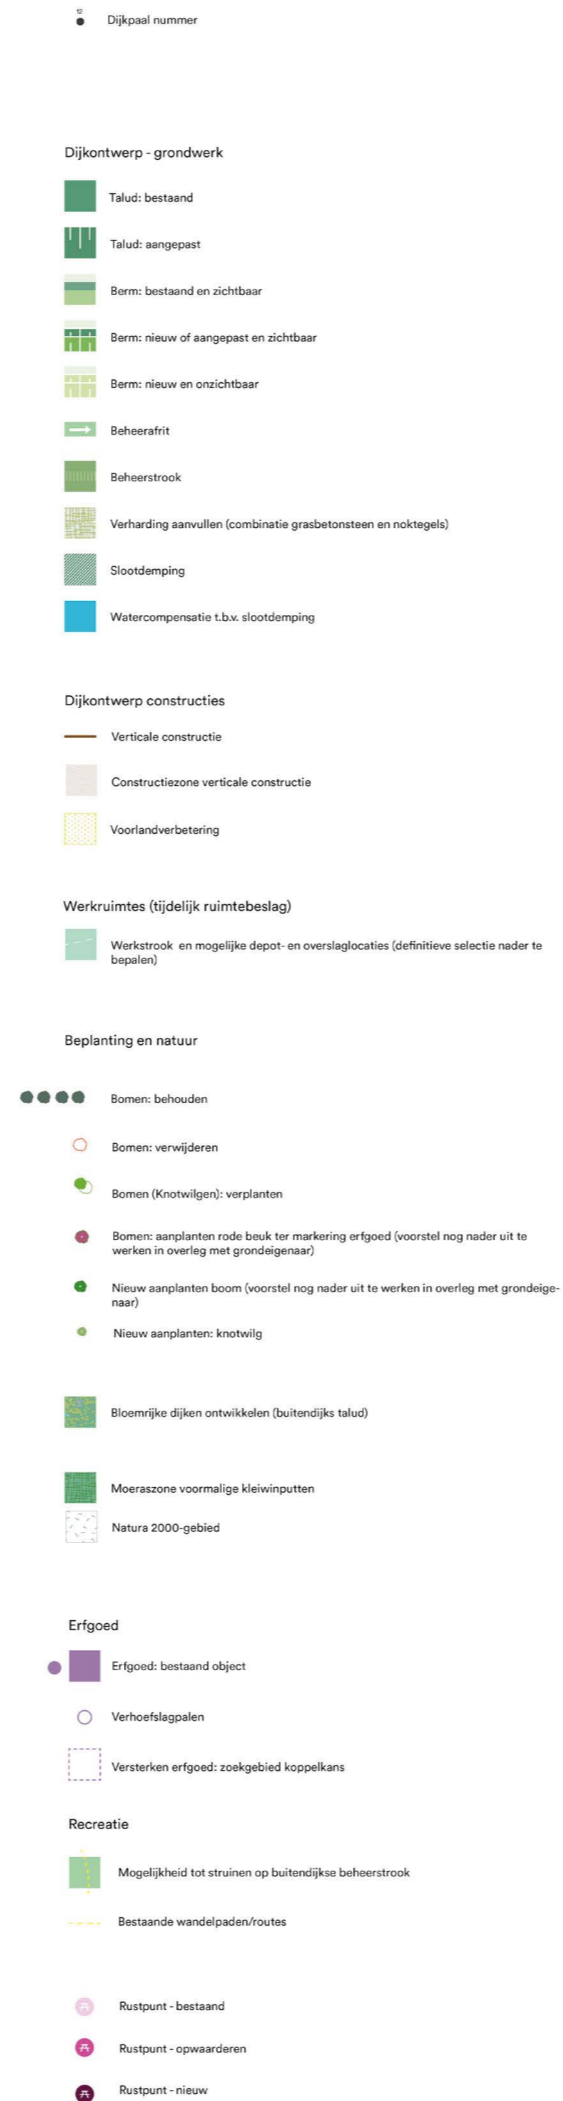 12
Dijkpaal nummer
Dijkontwerp - grondwerk
Talud: bestaand
Talud: aangepast
Berm: bestaand en zichtbaar
Berm: nieuw of aangepast en zichtbaar
Berm: nieuw en onzichtbaar
Beheerafrit
Beheerstrook
Verharding aanvullen (combinatie grasbetonsteen en noktegels)
Slootdemping
Watercompensatie t.b.v. slootdemping
Dijkontwerp constructies
Verticale constructie
Constructiezone verticale constructie
Voorlandverbetering
Werkruimtes (tijdelijk ruimtebeslag)
Werkstrook en mogelijke depot- en overslaglocaties (definitieve selectie nader te
bepalen)
Beplanting en natuur
Bomen: behouden
Bomen: verwijderen
Bomen (Knotwilgen): verplanten
Bomen: aanplanten rode beuk ter markering erfgoed (voorstel nog nader uit te
werken in overleg met grondeigenaar)
Nieuw aanplanten boom (voorstel nog nader uit te werken in overleg met grondeige-
naar)
Nieuw aanplanten: knotwilg
Bloemrijke dijken ontwikkelen (buitendijks talud)
Moeraszone voormalige kleiwinputten
Natura 2000-gebied
Erfgoed
Erfgoed: bestaand object
Verhoefslagpalen
Versterken erfgoed: zoekgebied koppelkans
Recreatie
Mogelijkheid tot struinen op buitendijkse beheerstrook
Bestaande wandelpaden/routes
Rustpunt - bestaand
Rustpunt - opwaarderen
Rustpunt - nieuw